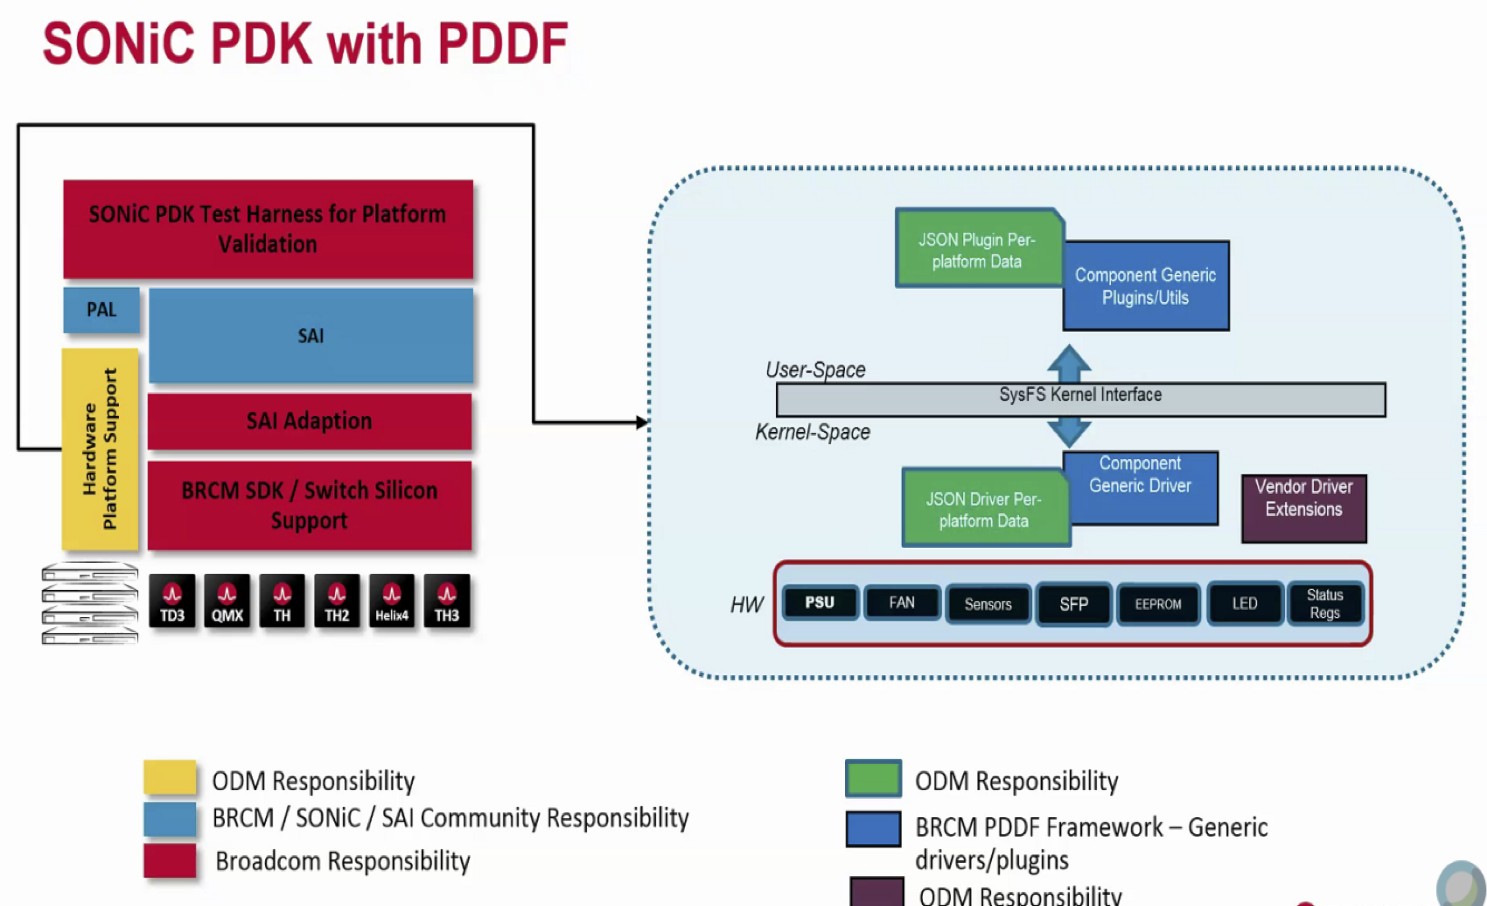 SONiC PDK with PDDF
SONiC PDK Test Harness for Platform
Validation
PAL
SAI
Hardware
Platform Support
SAI Adaption
BRCM SDK / Switch Silicon
Support
TD3
QMX
TH
TH2
Helix4
TH3
JSON Plugin Per-
platform Data
Component Generic
Plugins/Utils
User-Space
SysFS Kernel Interface
Kernel-Space
Component
Generic Driver
JSON Driver Per-
platform Data
Vendor Driver
Extensions
HW
PSU
FAN
Sensors
SFP
EEPROM
LED
Status
Regs
ODM Responsibility
BRCM / SONiC / SAI Community Responsibility
Broadcom Responsibility
ODM Responsibility
BRCM PDDF Framework – Generic
drivers/plugins
ODM Responsibility